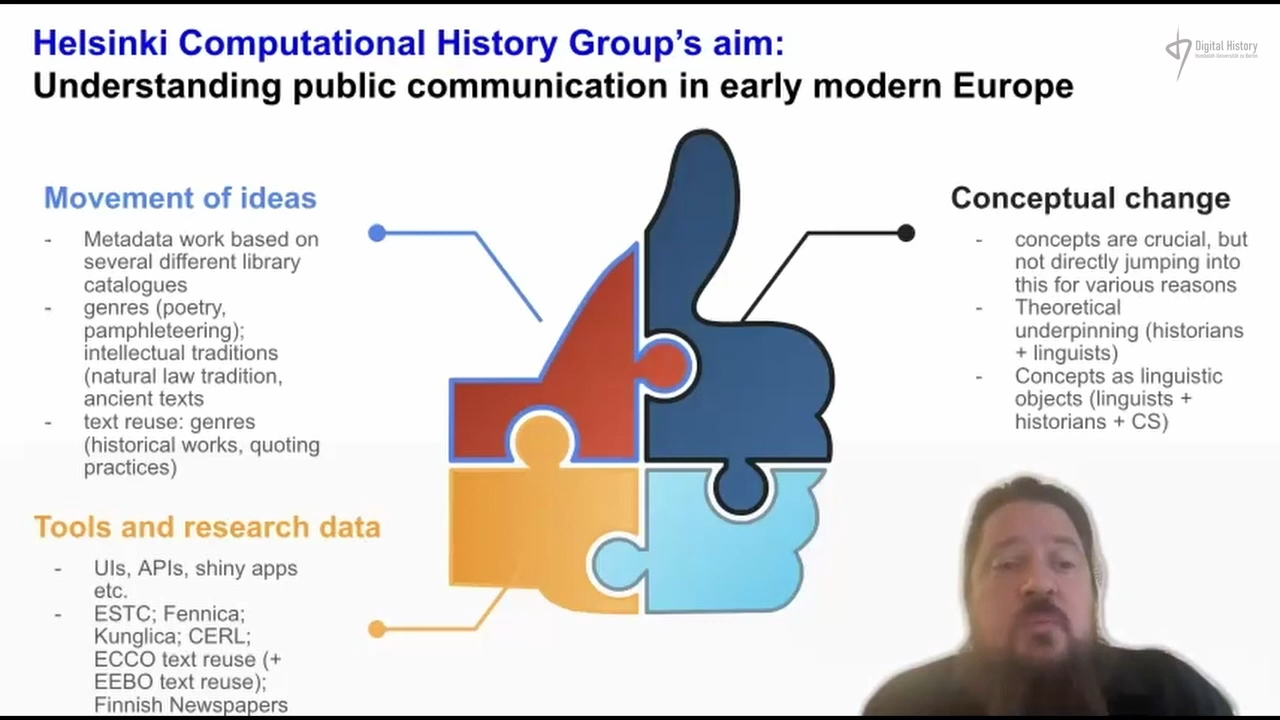 Helsinki Computational History Group's aim:
Understanding public communication in early modern Europe
Digital History
Movement of ideas
- Metadata work based on
several different library
catalogues
- genres (poetry,
pamphleteering);
intellectual traditions
(natural law tradition,
ancient texts
- text reuse: genres
(historical works, quoting
practices)
Tools and research data
- UIs, APIs, shiny apps
etc.
- ESTC; Fennica;
Kunglica; CERL;
ECCO text reuse (+
EEBO text reuse);
Finnish Newspapers
Conceptual change
- concepts are crucial, but
not directly jumping into
this for various reasons
- Theoretical
underpinning (historians
+ linguists)
- Concepts as linguistic
objects (linguists +
historians + CS)